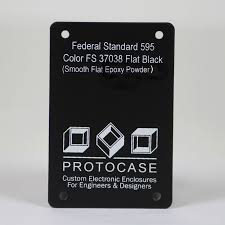 Federal Standard 595
Color FS 37038 Flat Black
(Smooth Flat Epoxy Powder)
PROTOCASE
Custom Electronic Enclosures
For Engineers & Designers